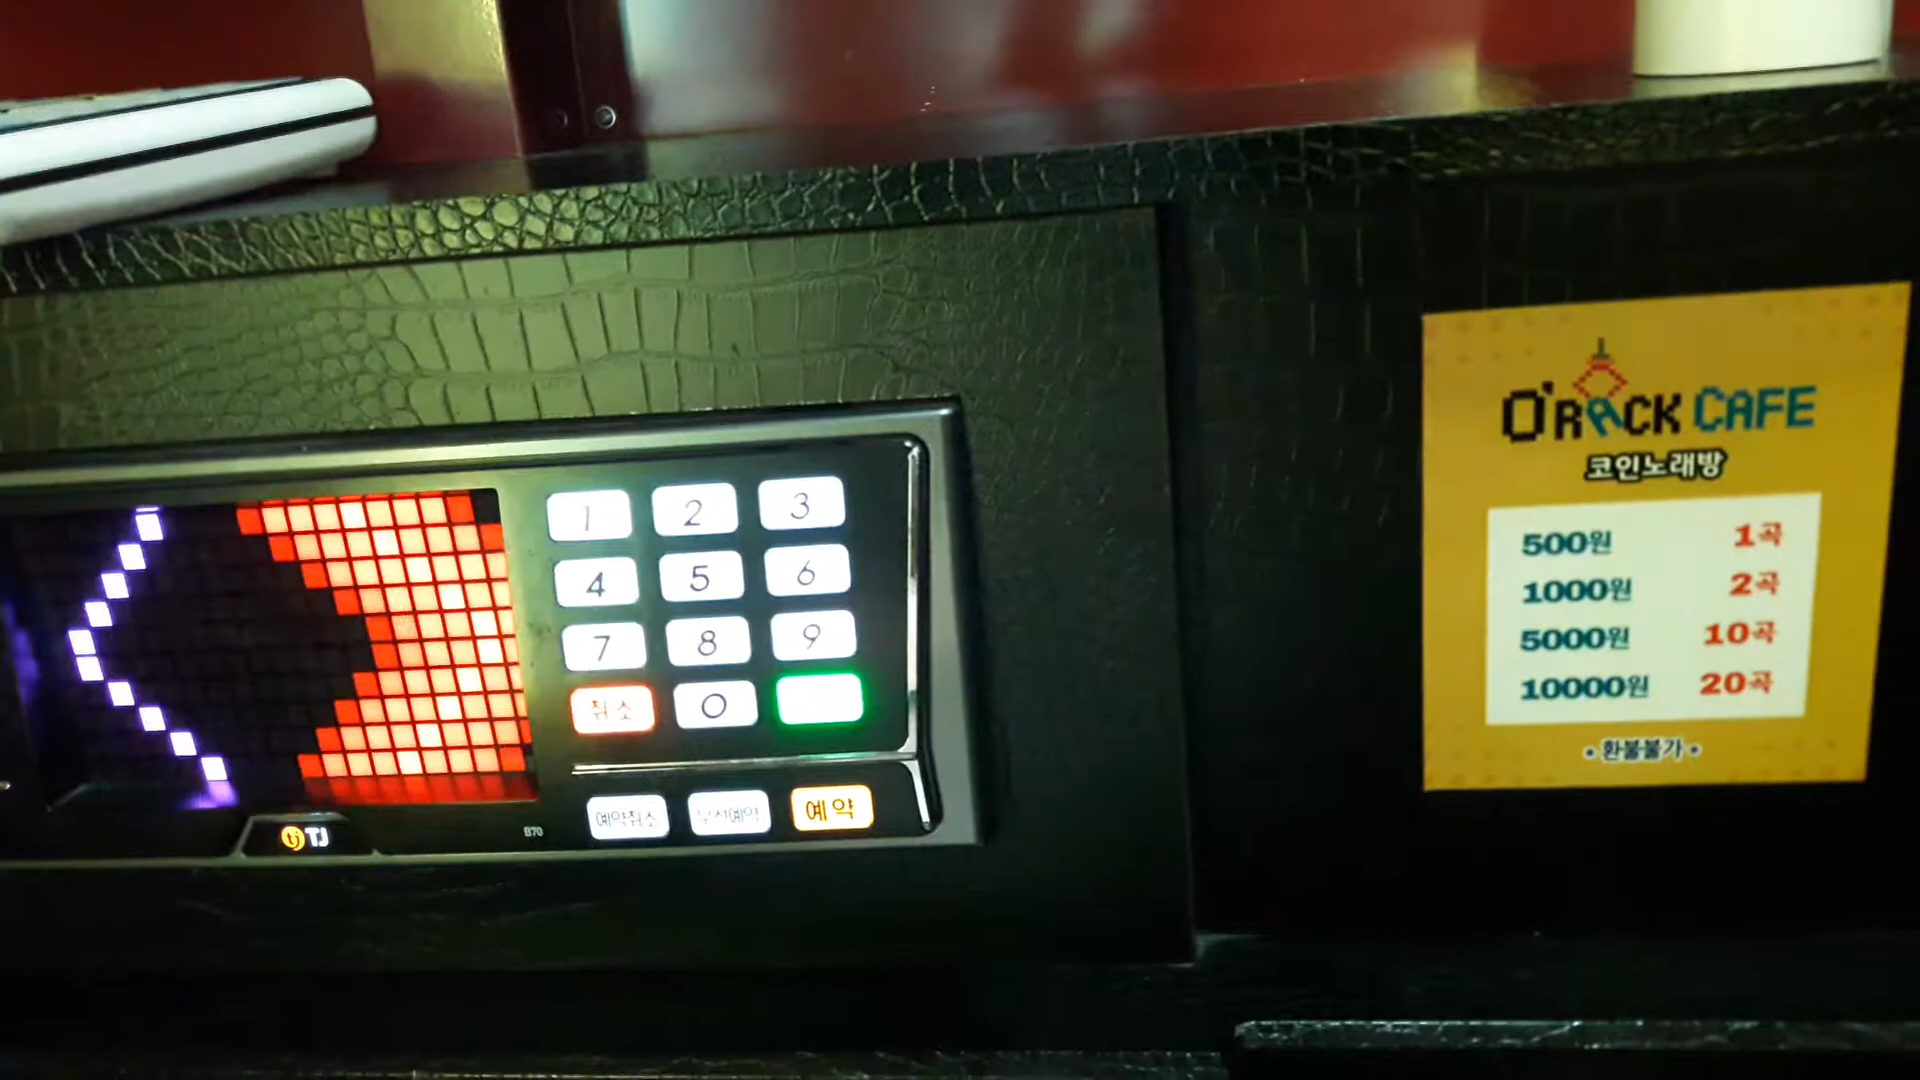 1 2 3
4 5 6
7 8 9
취소 0
예약취소 우선예약 예약
TJ
B70
O'RACK CAFE
코인노래방
500원 1곡
1000원 2곡
5000원 10곡
10000원 20곡
• 환불불가 •